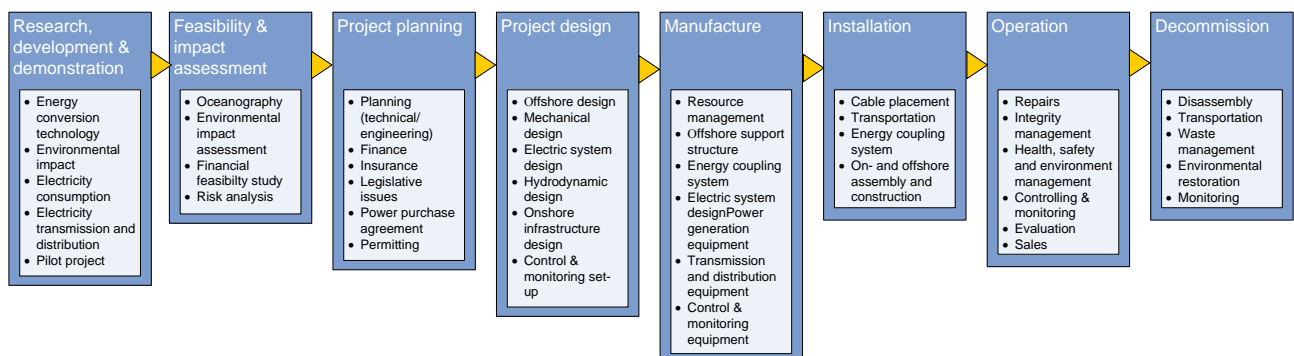 Research,
development &
demonstration
• Energy
conversion
technology
• Environmental
impact
• Electricity
consumption
• Electricity
transmission and
distribution
• Pilot project
Feasibility &
impact
assessment
• Oceanography
• Environmental
impact
assessment
• Financial
feasibilty study
• Risk analysis
Project planning
• Planning
(technical/
engineering)
• Finance
• Insurance
• Legislative
issues
• Power purchase
agreement
• Permitting
Project design
• Offshore design
• Mechanical
design
• Electric system
design
• Hydrodynamic
design
• Onshore
infrastructure
design
• Control &
monitoring set-
up
Manufacture
• Resource
management
• Offshore support
structure
• Energy coupling
system
• Electric system
designPower
generation
equipment
• Transmission
and distribution
equipment
• Control &
monitoring
equipment
Installation
• Cable placement
• Transportation
• Energy coupling
system
• On- and offshore
assembly and
construction
Operation
• Repairs
• Integrity
management
• Health, safety
and environment
management
• Controlling &
monitoring
• Evaluation
• Sales
Decommission
• Disassembly
• Transportation
• Waste
management
• Environmental
restoration
• Monitoring